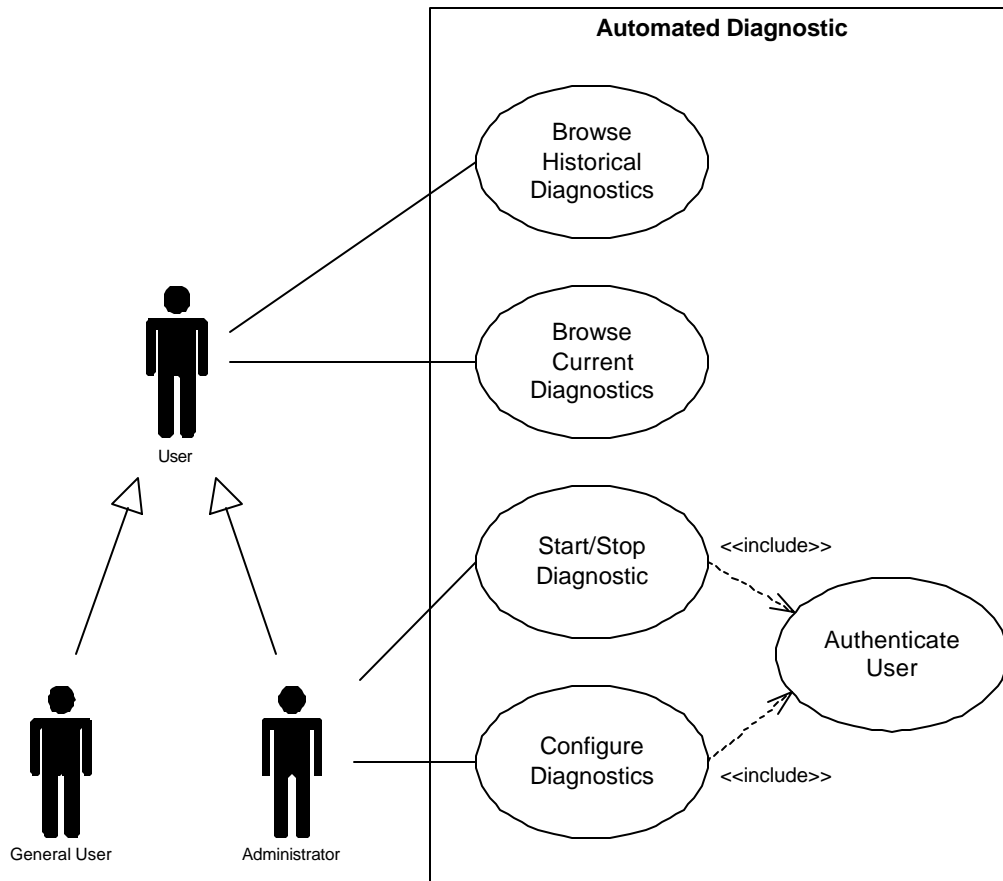 Automated Diagnostic
Browse
Historical
Diagnostics
Browse
Current
Diagnostics
User
Start/Stop
Diagnostic
<<include>>
Authenticate
User
Configure
Diagnostics
<<include>>
General User
Administrator